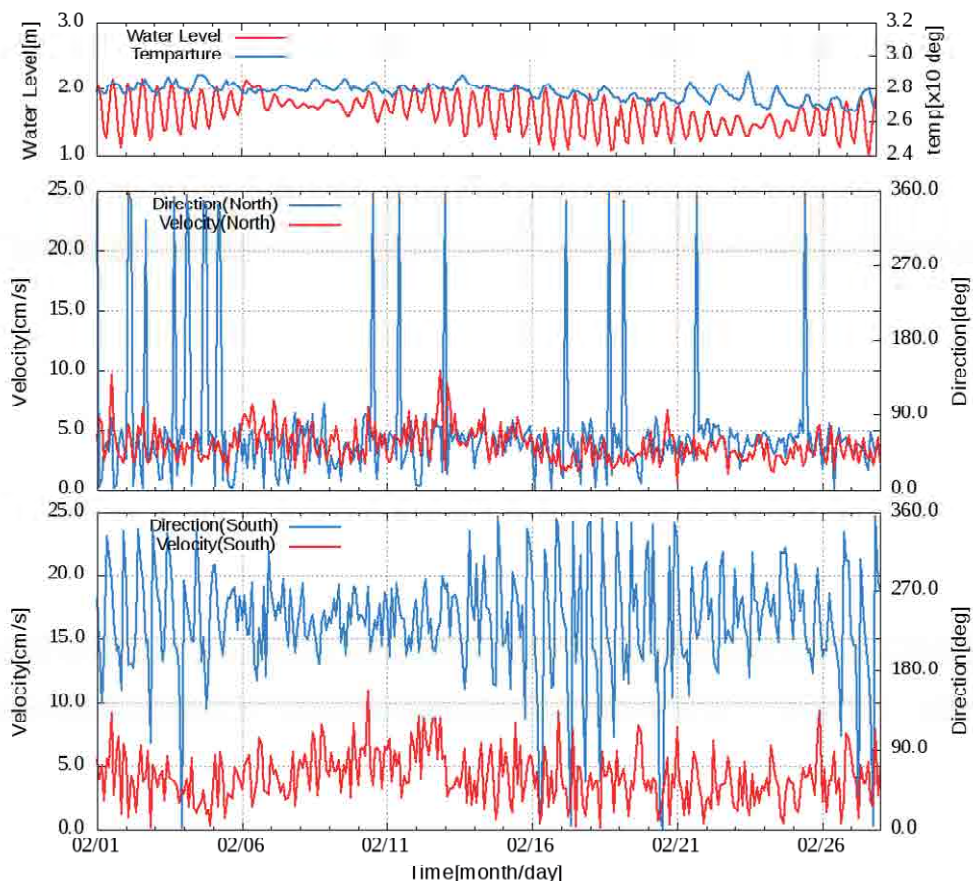 3.0 3.2
Water Level
Temparture
3.0
2.0 2.8
2.6
1.0 2.4
Water Level[m]
temp[x10 deg]
25.0 360.0
Direction(North)
Velocity(North)
20.0
270.0
15.0
180.0
10.0
90.0
5.0
0.0 0.0
Velocity[cm/s]
Direction[deg]
25.0 360.0
Direction(South)
Velocity(South)
20.0
270.0
15.0
180.0
10.0
90.0
5.0
0.0 0.0
Velocity[cm/s]
Direction[deg]
02/01 02/06 02/11 02/16 02/21 02/26
Time[month/day]